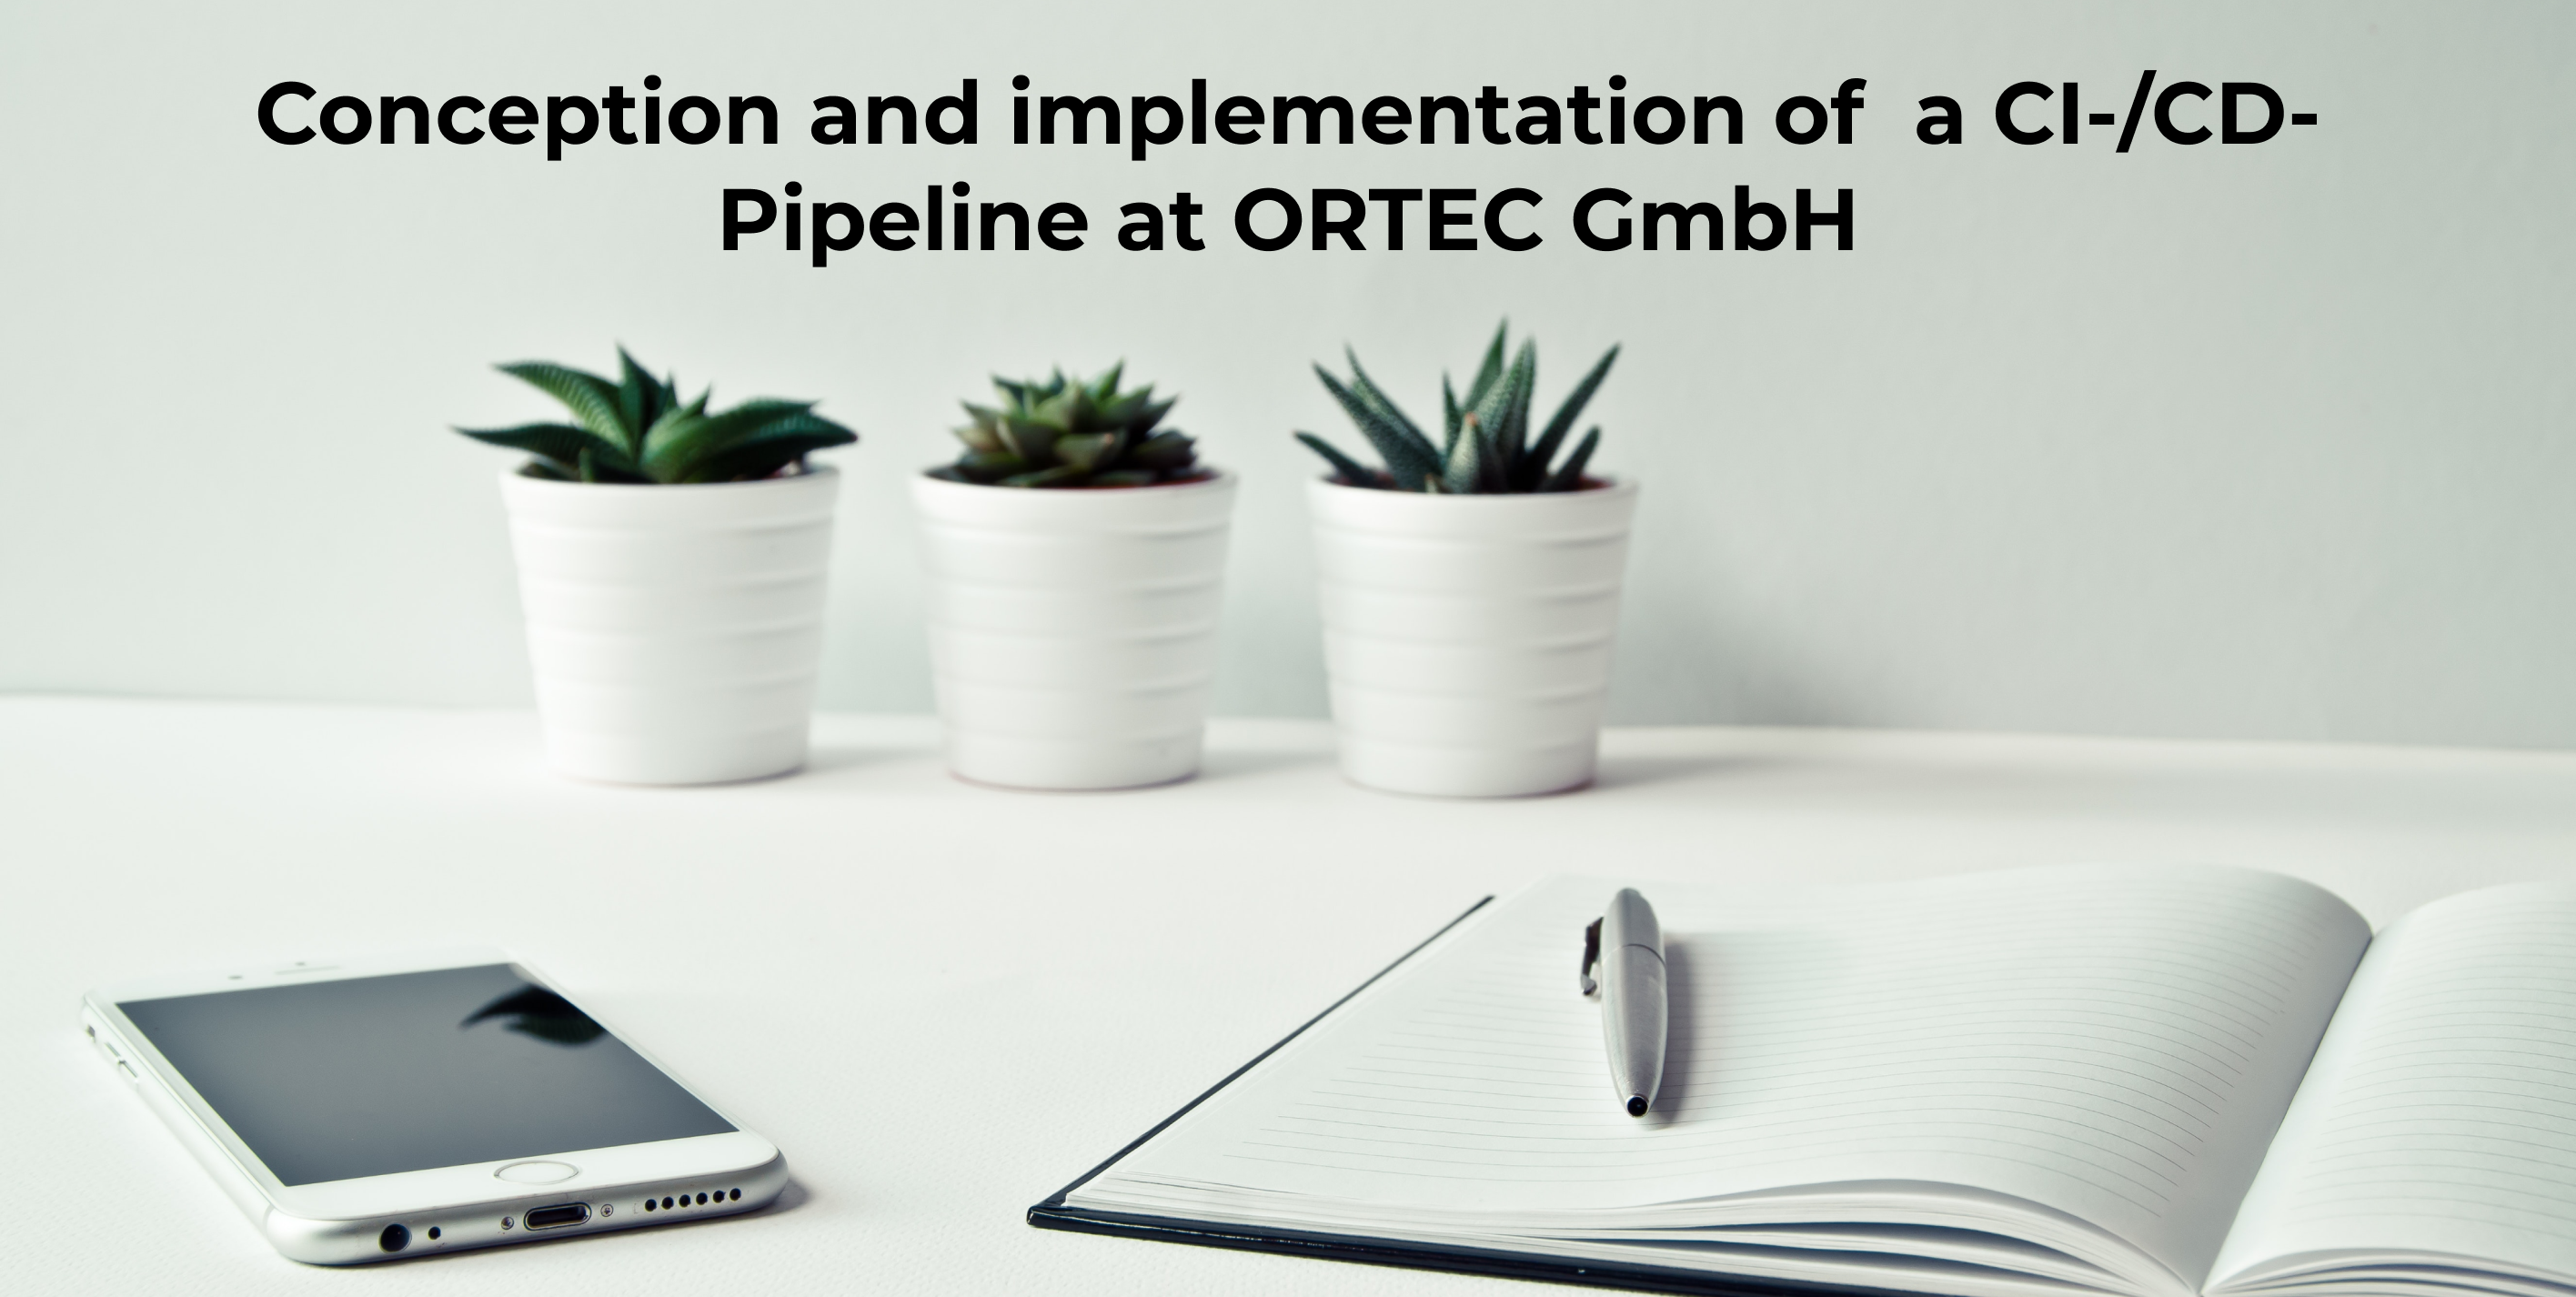 Conception and implementation of  a CI-/CD-
Pipeline at ORTEC GmbH